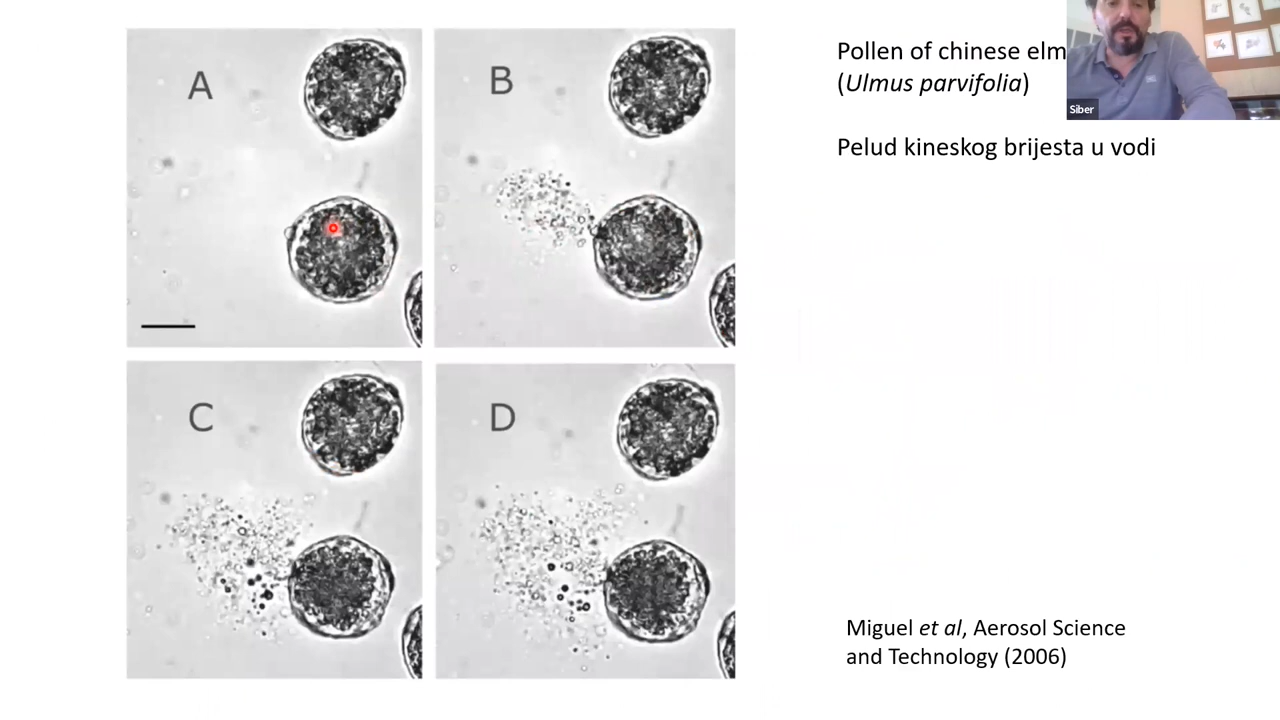 A
B
C
D
Pollen of chinese elm
(Ulmus parvifolia)
Pelud kineskog brijesta u vodi
Siber
Miguel et al, Aerosol Science
and Technology (2006)